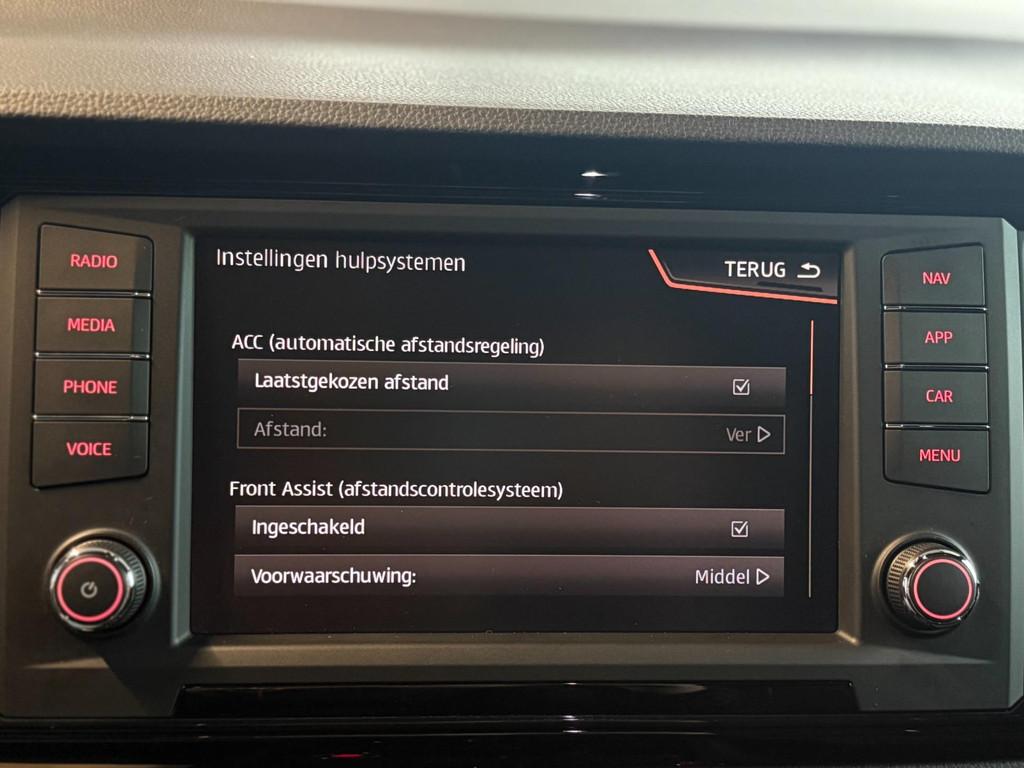 RADIO
MEDIA
PHONE
VOICE
Instellingen hulpsystemen
TERUG
ACC (automatische afstandsregeling)
Laatstgekozen afstand
Afstand: Ver
Front Assist (afstandscontrolesysteem)
Ingeschakeld
Voorwaarschuwing: Middel
NAV
APP
CAR
MENU